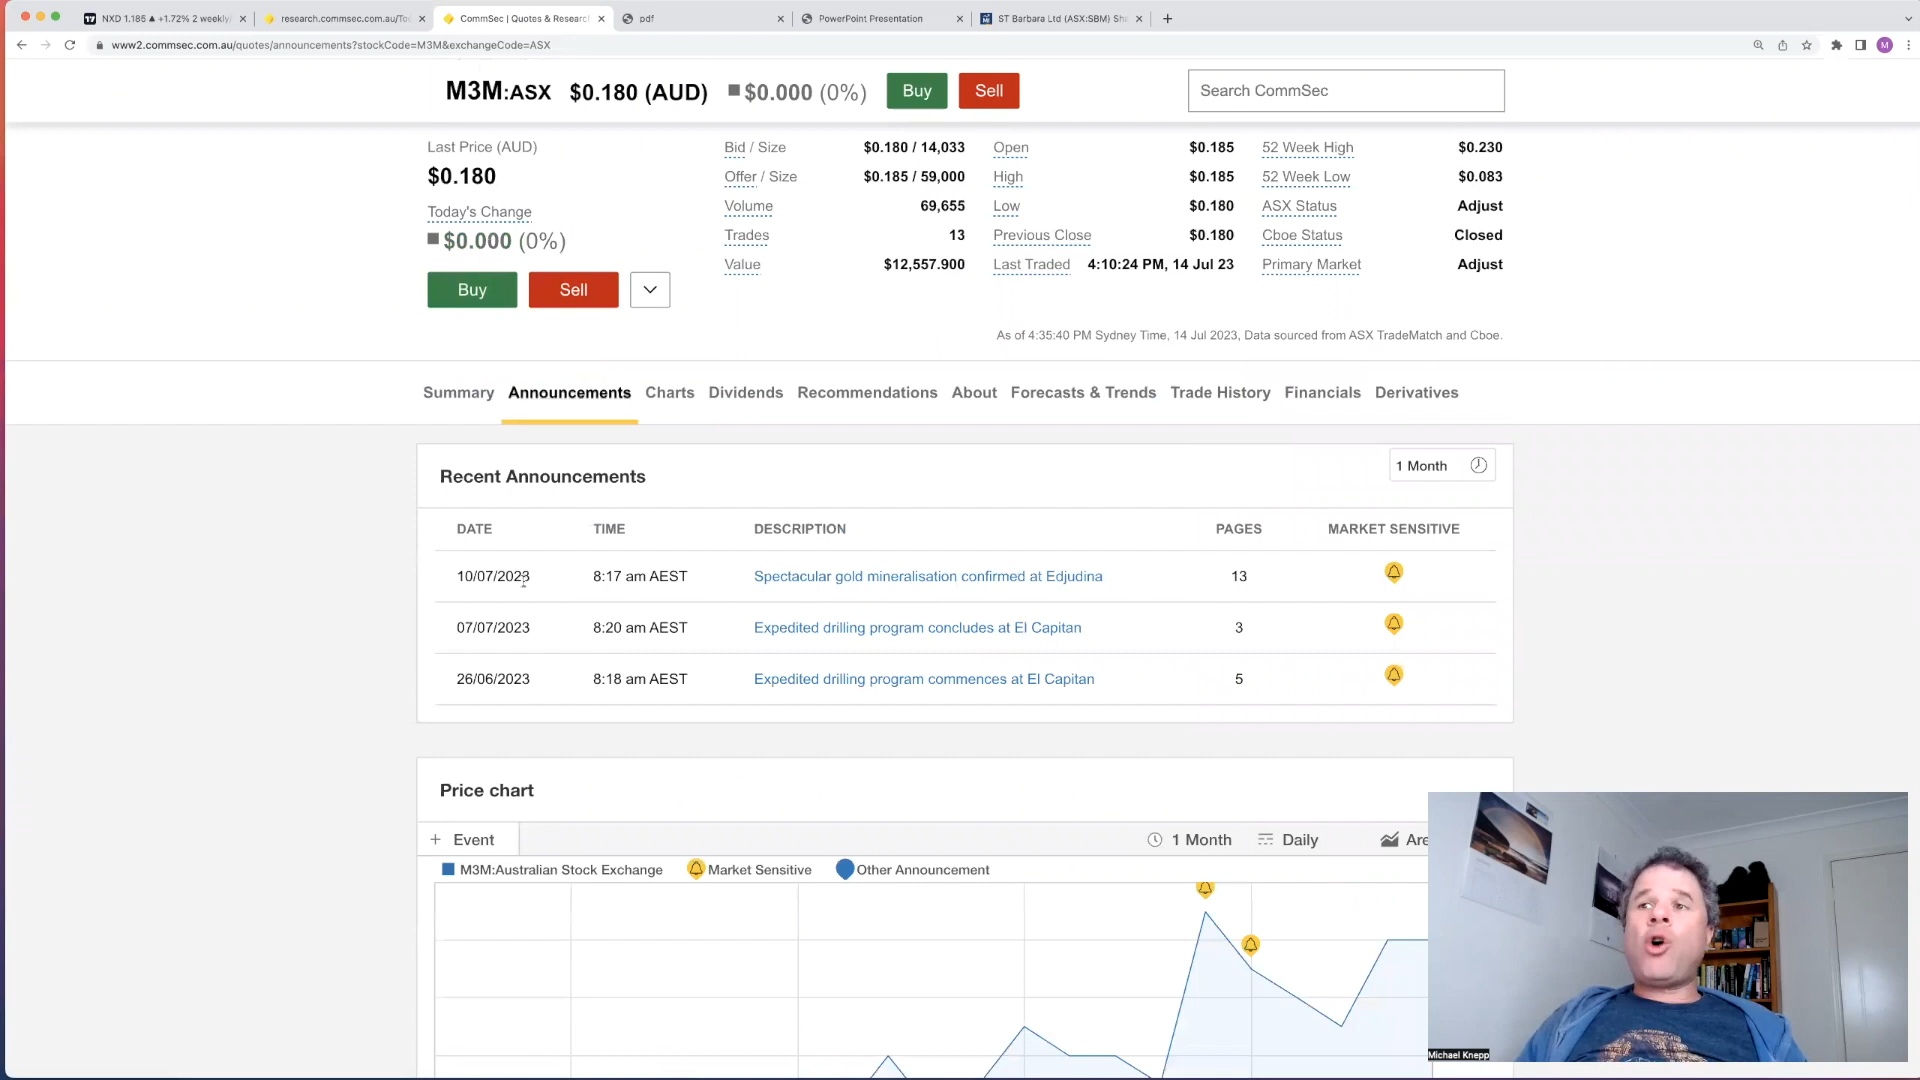 NXD 1.185 ▲ +1.72% 2 weekly
research.commsec.com.au/To
CommSec | Quotes & Researc
pdf
PowerPoint Presentation
ST Barbara Ltd (ASX:SBM) Sh
www2.commsec.com.au/quotes/announcements?stockCode=M3M&exchangeCode=ASX
M
M3M:ASX $0.180 (AUD) $0.000 (0%) Buy Sell Search CommSec
Last Price (AUD)
$0.180
Today's Change
$0.000 (0%)
Buy Sell
Bid / Size $0.180 / 14,033
Offer / Size $0.185 / 59,000
Volume 69,655
Trades 13
Value $12,557.900
Open $0.185
High $0.185
Low $0.180
Previous Close $0.180
Last Traded 4:10:24 PM, 14 Jul 23
52 Week High $0.230
52 Week Low $0.083
ASX Status Adjust
Cboe Status Closed
Primary Market Adjust
As of 4:35:40 PM Sydney Time, 14 Jul 2023, Data sourced from ASX TradeMatch and Cboe.
Summary Announcements Charts Dividends Recommendations About Forecasts & Trends Trade History Financials Derivatives
Recent Announcements
1 Month
DATE TIME DESCRIPTION PAGES MARKET SENSITIVE
10/07/2023 8:17 am AEST Spectacular gold mineralisation confirmed at Edjudina 13
07/07/2023 8:20 am AEST Expedited drilling program concludes at El Capitan 3
26/06/2023 8:18 am AEST Expedited drilling program commences at El Capitan 5
Price chart
+ Event
1 Month Daily Are
M3M:Australian Stock Exchange Market Sensitive Other Announcement
Michael Knepp